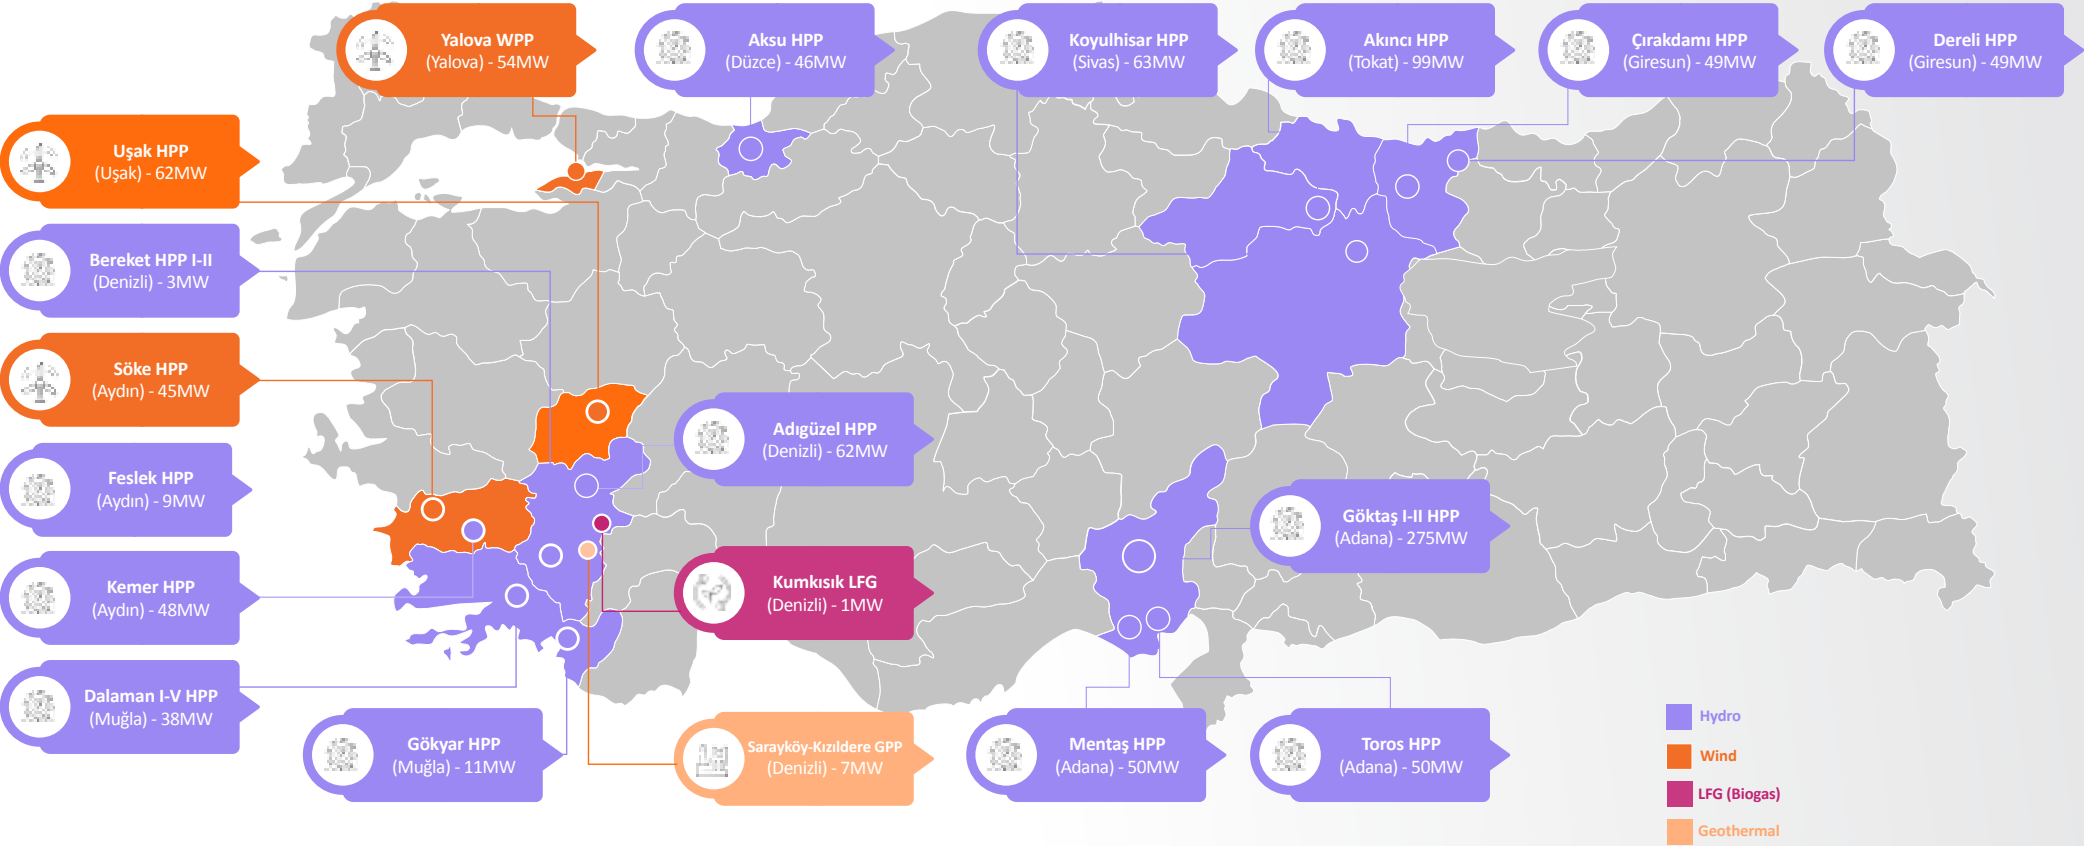 Yalova WPP
(Yalova) - 54MW
Aksu HPP
(Düzce) - 46MW
Koyulhisar HPP
(Sivas) - 63MW
Akıncı HPP
(Tokat) - 99MW
Çırakdamı HPP
(Giresun) - 49MW
Dereli HPP
(Giresun) - 49MW
Uşak HPP
(Uşak) - 62MW
Bereket HPP I-II
(Denizli) - 3MW
Söke HPP
(Aydın) - 45MW
Adıgüzel HPP
(Denizli) - 62MW
Feslek HPP
(Aydın) - 9MW
Göktaş I-II HPP
(Adana) - 275MW
Kemer HPP
(Aydın) - 48MW
Kumkısık LFG
(Denizli) - 1MW
Dalaman I-V HPP
(Muğla) - 38MW
Gökyar HPP
(Muğla) - 11MW
Sarayköy-Kızıldere GPP
(Denizli) - 7MW
Mentaş HPP
(Adana) - 50MW
Toros HPP
(Adana) - 50MW
Hydro
Wind
LFG (Biogas)
Geothermal